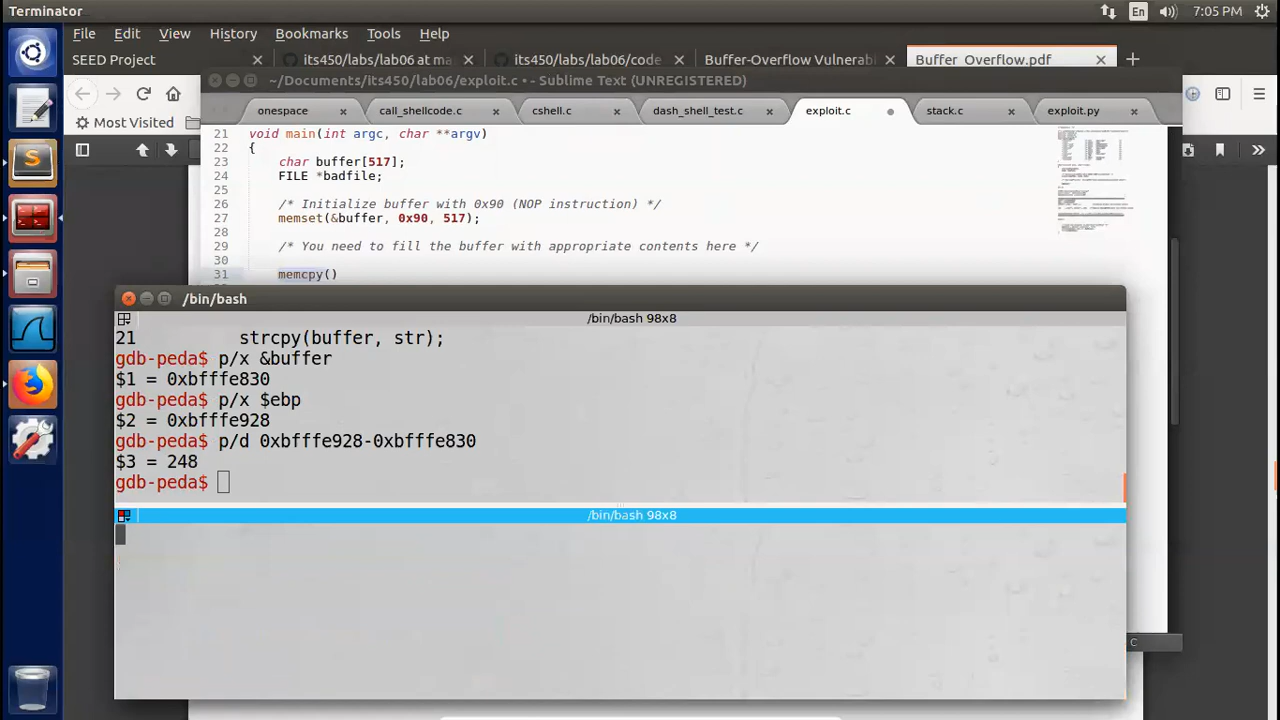 Terminator
En
7:05 PM
File Edit View History Bookmarks Tools Help
SEED Project
its450/labs/lab06 at ma
its450/labs/lab06/code
Buffer-Overflow Vulnerabi
Buffer_Overflow.pdf
~/Documents/its450/lab06/exploit.c • - Sublime Text (UNREGISTERED)
Most Visited
onespace
call_shellcode.c
cshell.c
dash_shell_test.c
exploit.c
stack.c
exploit.py
21 void main(int argc, char **argv)
22 {
23 char buffer[517];
24 FILE *badfile;
25
26 /* Initialize buffer with 0x90 (NOP instruction) */
27 memset(&buffer, 0x90, 517);
28
29 /* You need to fill the buffer with appropriate contents here */
30
31 memcpy()
/bin/bash
/bin/bash 98x8
21 strcpy(buffer, str);
gdb-peda$ p/x &buffer
$1 = 0xbfffe830
gdb-peda$ p/x $ebp
$2 = 0xbfffe928
gdb-peda$ p/d 0xbfffe928-0xbfffe830
$3 = 248
gdb-peda$
/bin/bash 98x8
C